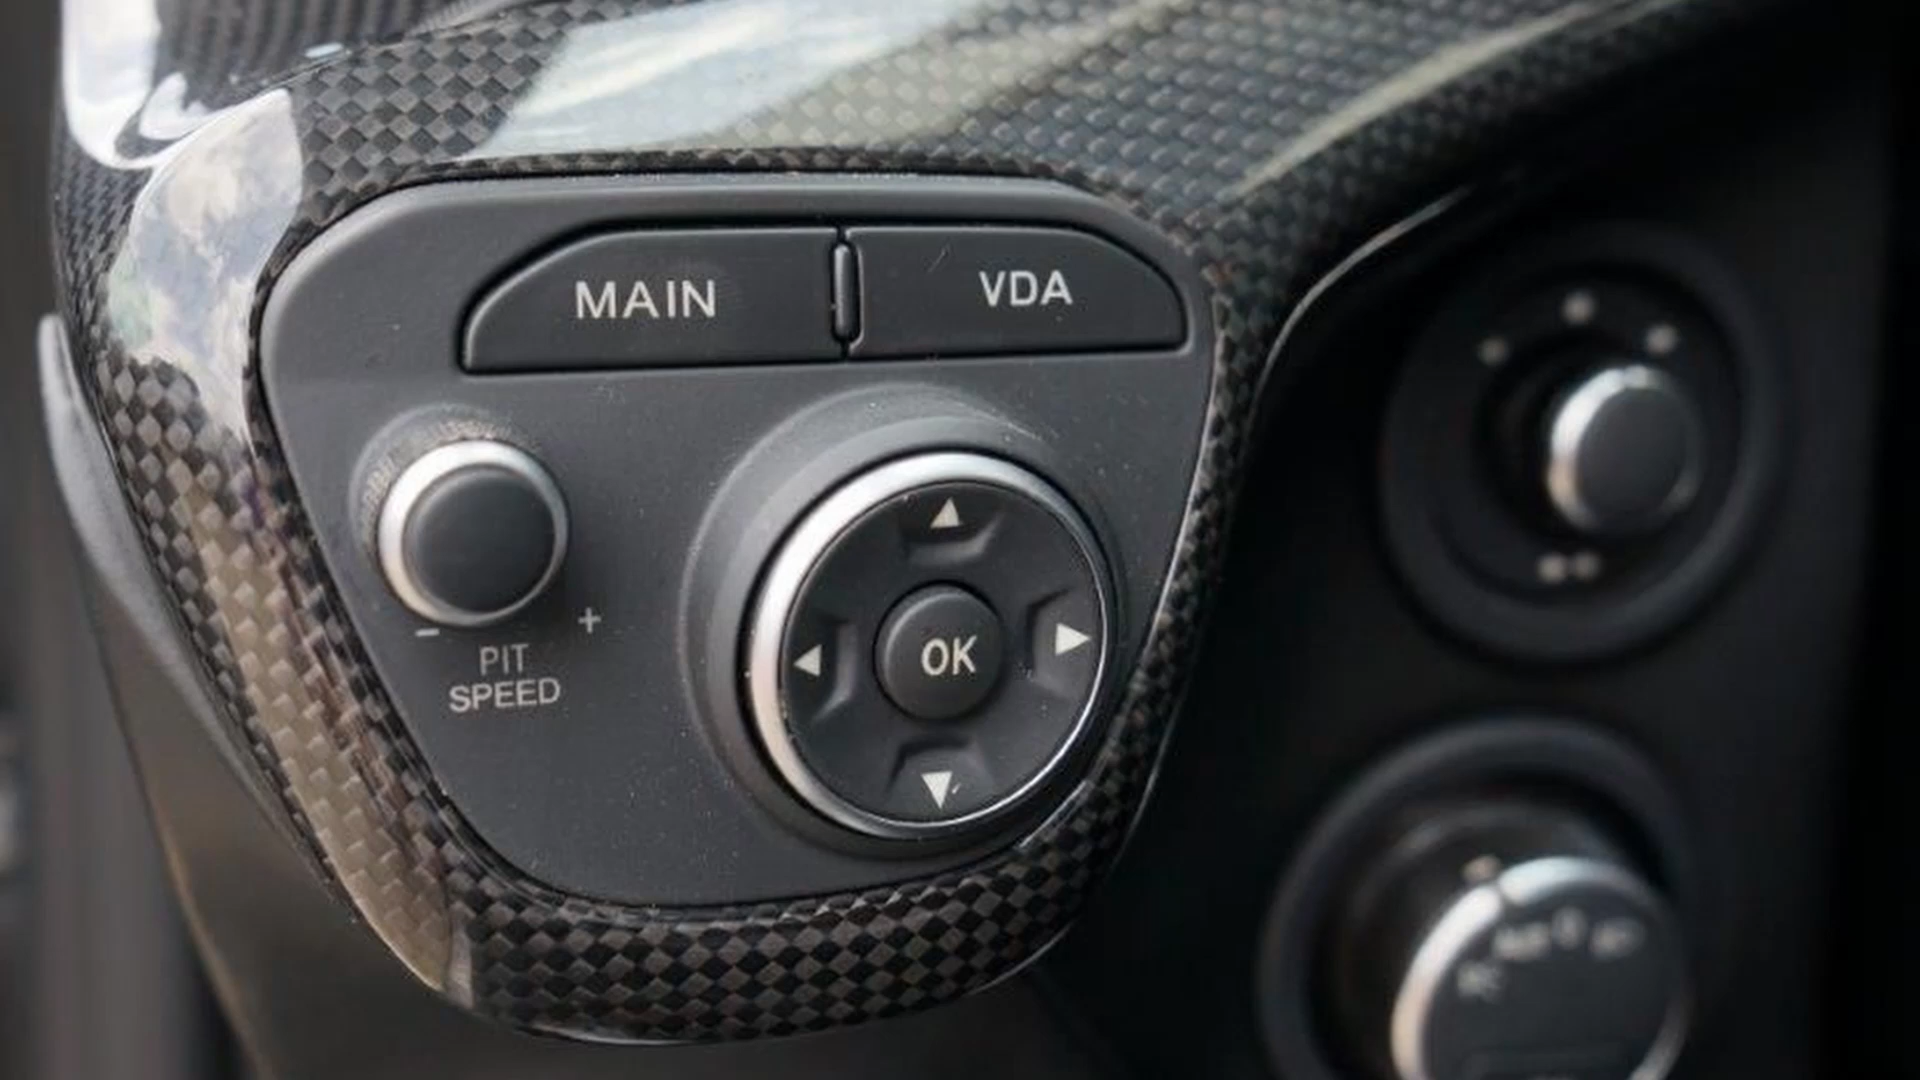 MAIN
VDA
- +
PIT
SPEED
OK